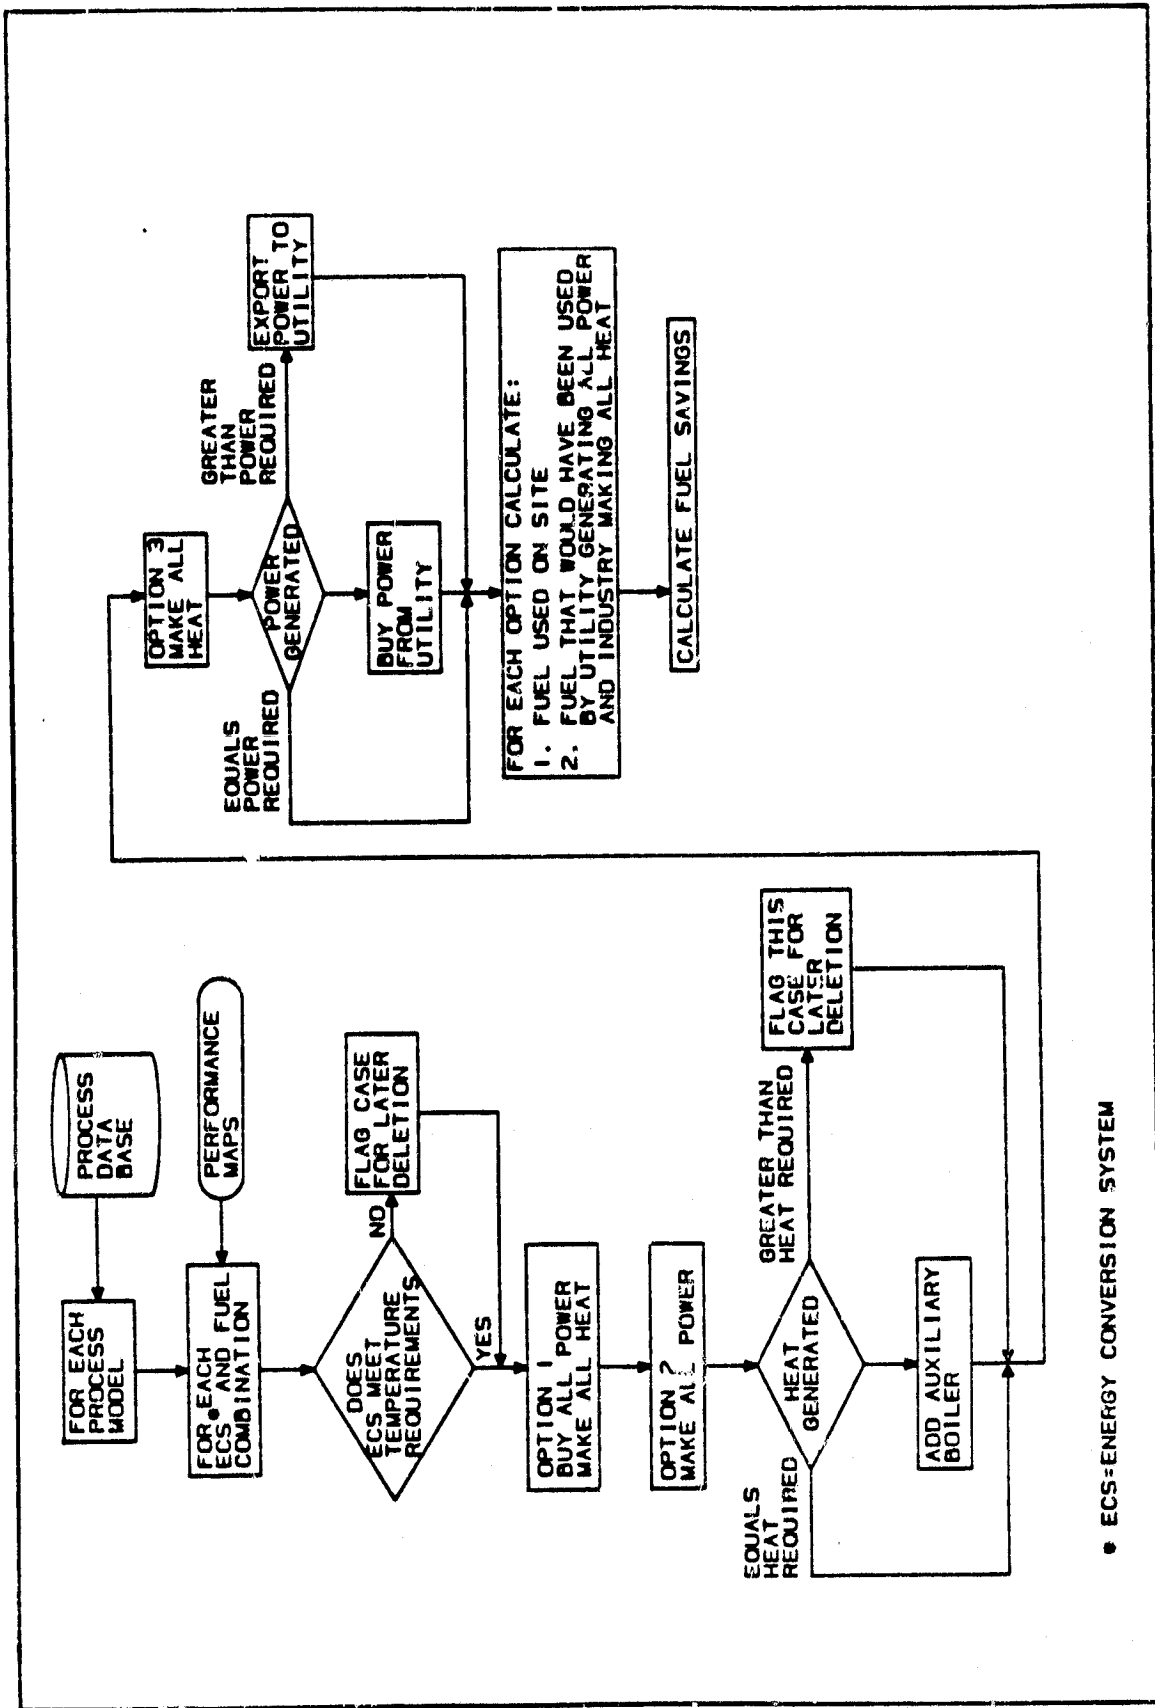 PROCESS
DATA
BASE
FOR EACH
PROCESS
MODEL
PERFORMANCE
MAPS
FOR EACH
ECS* AND FUEL
COMBINATION
DOES
ECS MEET
TEMPERATURE
REQUIREMENTS
NO
FLAG CASE
FOR LATER
DELETION
YES
OPTION 1
BUY ALL POWER
MAKE ALL HEAT
OPTION 2
MAKE ALL POWER
EQUALS
HEAT
REQUIRED
HEAT
GENERATED
GREATER THAN
HEAT REQUIRED
FLAG THIS
CASE FOR
LATER
DELETION
ADD AUXILIARY
BOILER
OPTION 3
MAKE ALL
HEAT
EQUALS
POWER
REQUIRED
POWER
GENERATED
GREATER
THAN
POWER
REQUIRED
EXPORT
POWER TO
UTILITY
BUY POWER
FROM
UTILITY
FOR EACH OPTION CALCULATE:
1. FUEL USED ON SITE
2. FUEL THAT WOULD HAVE BEEN USED
BY UTILITY GENERATING ALL POWER
AND INDUSTRY MAKING ALL HEAT
CALCULATE FUEL SAVINGS
* ECS=ENERGY CONVERSION SYSTEM